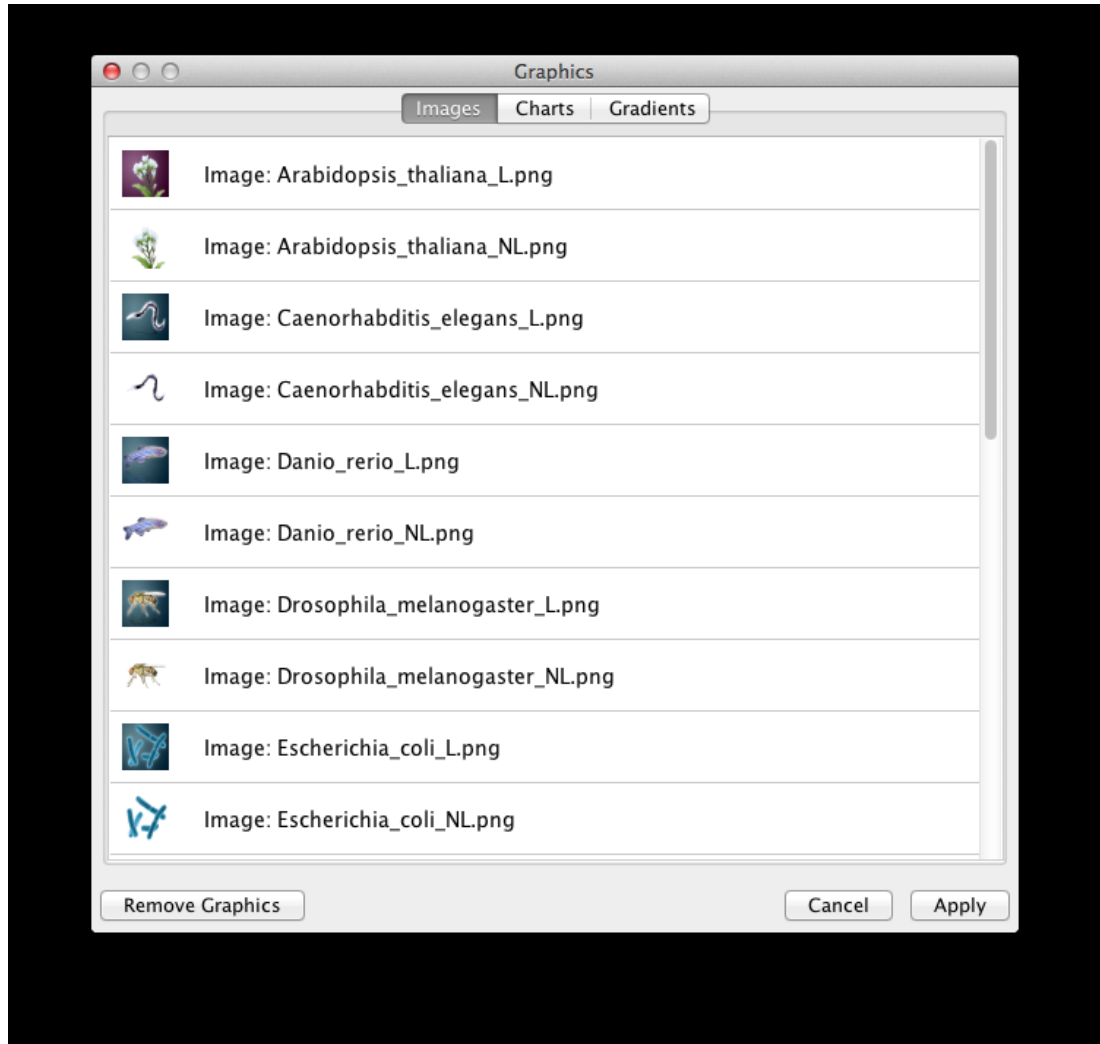 Graphics
Images Charts Gradients
Image: Arabidopsis_thaliana_L.png
Image: Arabidopsis_thaliana_NL.png
Image: Caenorhabditis_elegans_L.png
Image: Caenorhabditis_elegans_NL.png
Image: Danio_rerio_L.png
Image: Danio_rerio_NL.png
Image: Drosophila_melanogaster_L.png
Image: Drosophila_melanogaster_NL.png
Image: Escherichia_coli_L.png
Image: Escherichia_coli_NL.png
Remove Graphics Cancel Apply